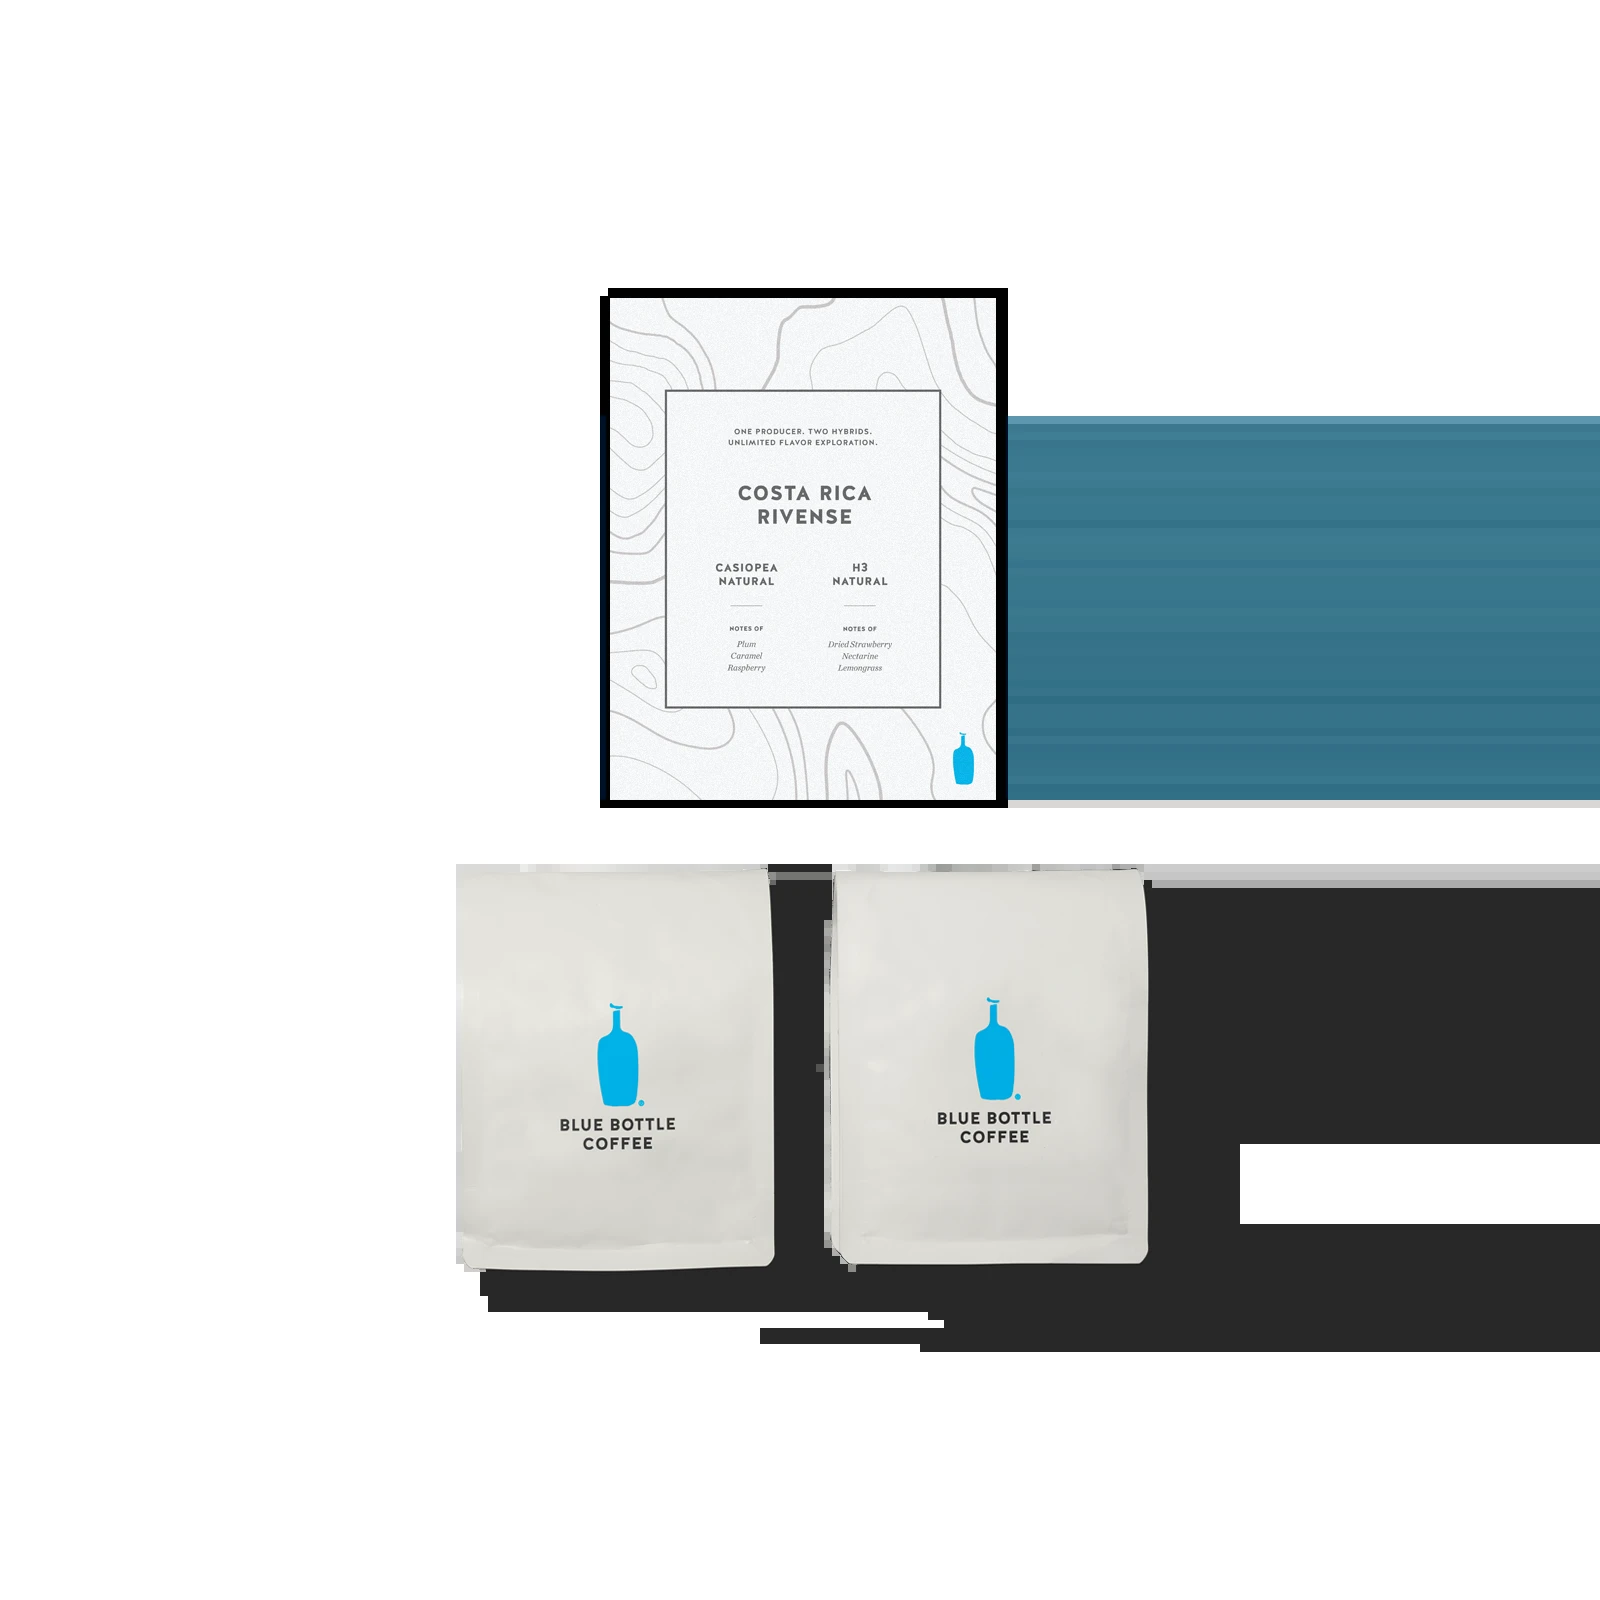 ONE PRODUCER. TWO HYBRIDS.
UNLIMITED FLAVOR EXPLORATION.
COSTA RICA
RIVENSE
CASIOPEA
NATURAL
NOTES OF
Plum
Caramel
Raspberry
H3
NATURAL
NOTES OF
Dried Strawberry
Nectarine
Lemongrass
BLUE BOTTLE
COFFEE
BLUE BOTTLE
COFFEE